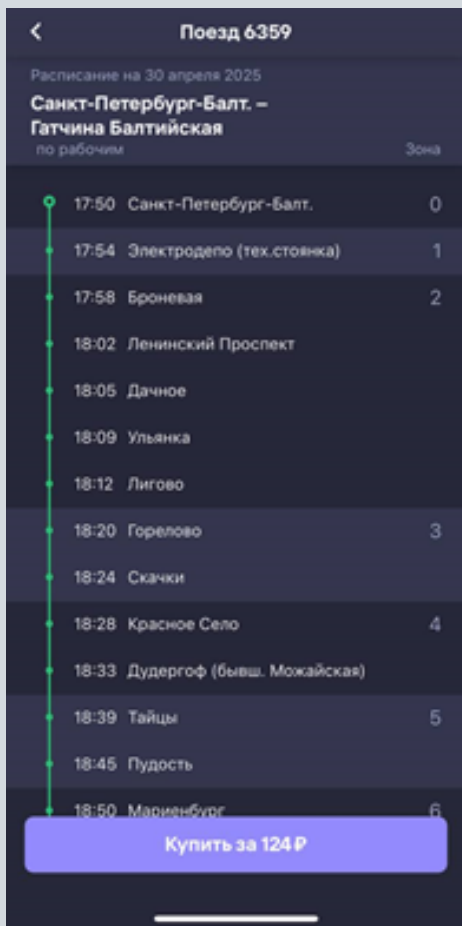 Поезд 6359
Расписание на 30 апреля 2025
Санкт-Петербург-Балт. –
Гатчина Балтийская
по рабочим Зона
17:50 Санкт-Петербург-Балт. 0
17:54 Электродепо (тех.стоянка) 1
17:58 Броневая 2
18:02 Ленинский Проспект
18:05 Дачное
18:09 Ульянка
18:12 Лигово
18:20 Горелово 3
18:24 Скачки
18:28 Красное Село 4
18:33 Дудергоф (бывш. Можайская)
18:39 Тайцы 5
18:45 Пудость
18:50 Мариенбург 6
Купить за 124 ₽